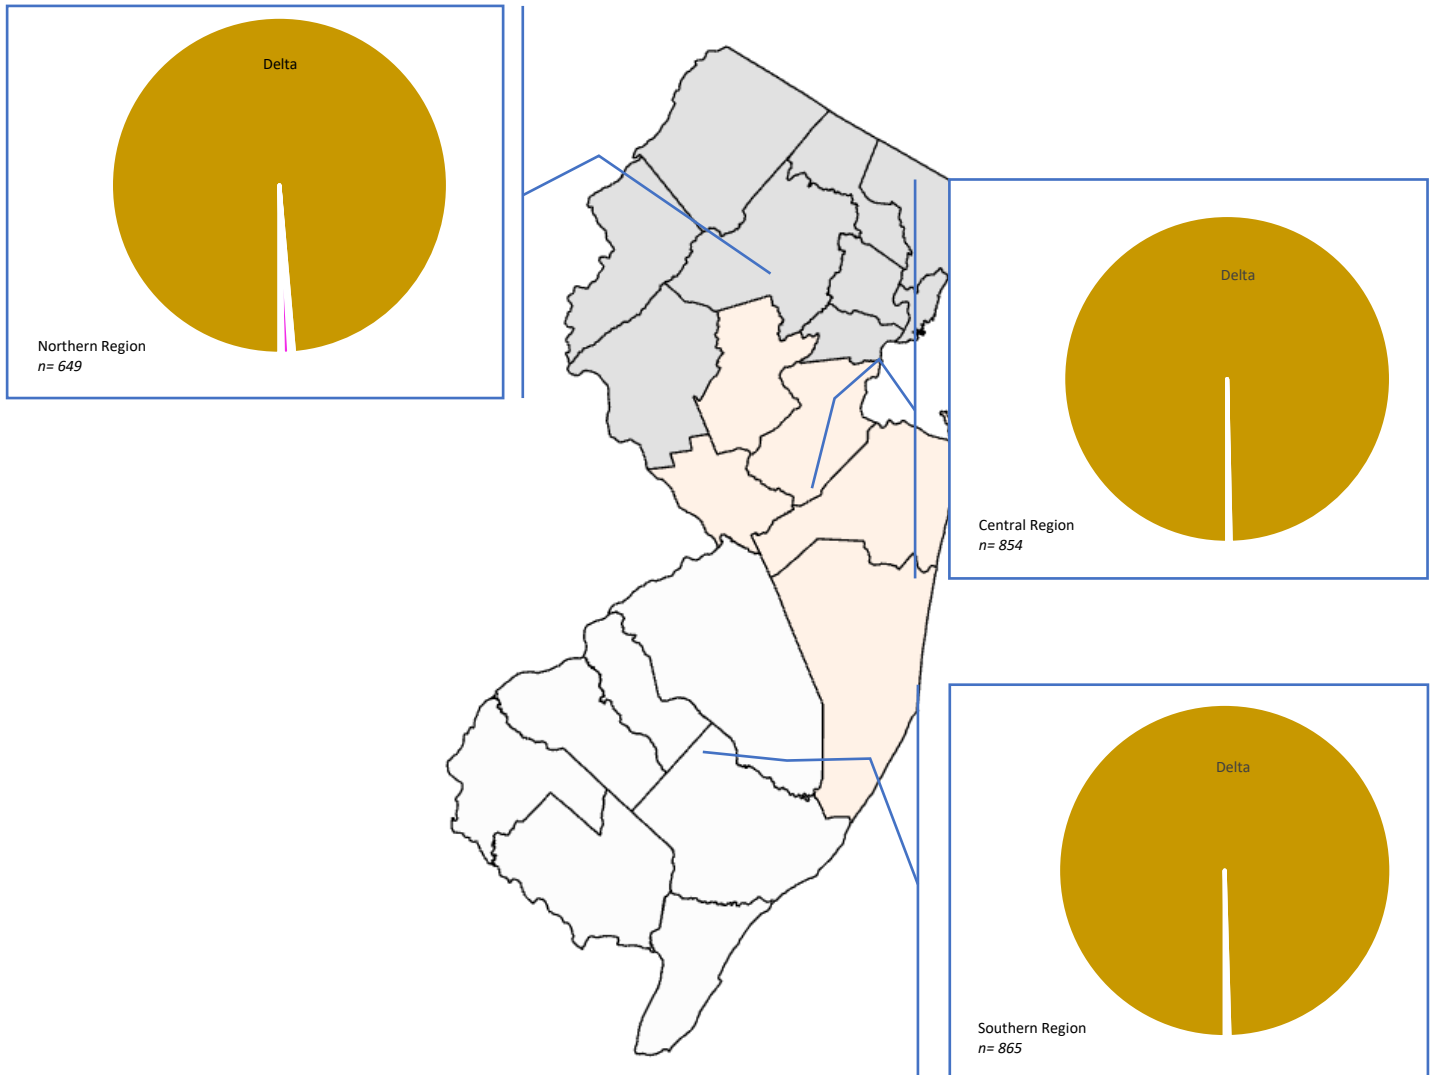 Delta
Northern Region
n= 649
Delta
Central Region
n= 854
Delta
Southern Region
n= 865